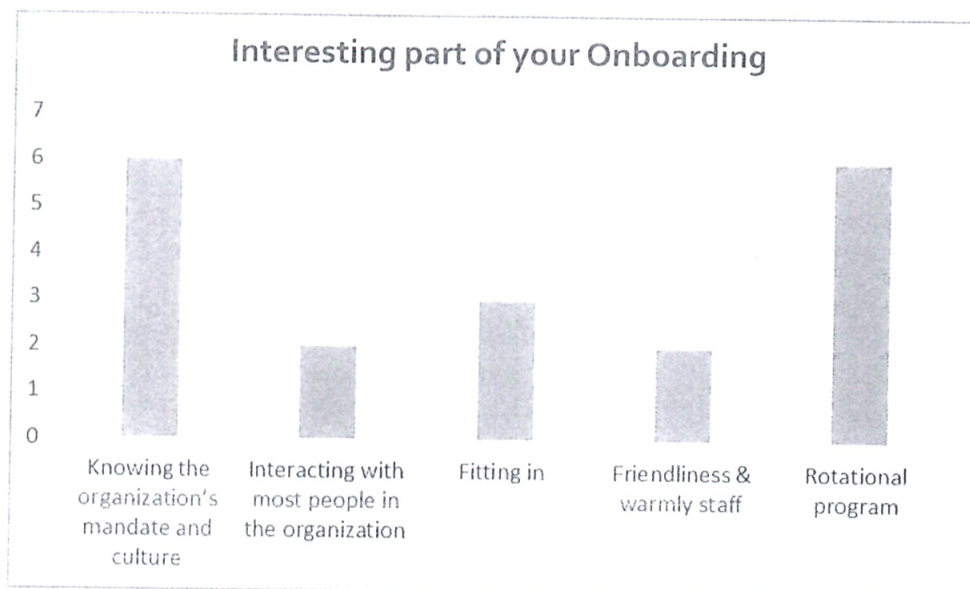 Interesting part of your Onboarding
7
6
5
4
3
2
1
0
Knowing the
organization's
mandate and
culture
Interacting with
most people in
the organization
Fitting in
Friendliness &
warmly staff
Rotational
program